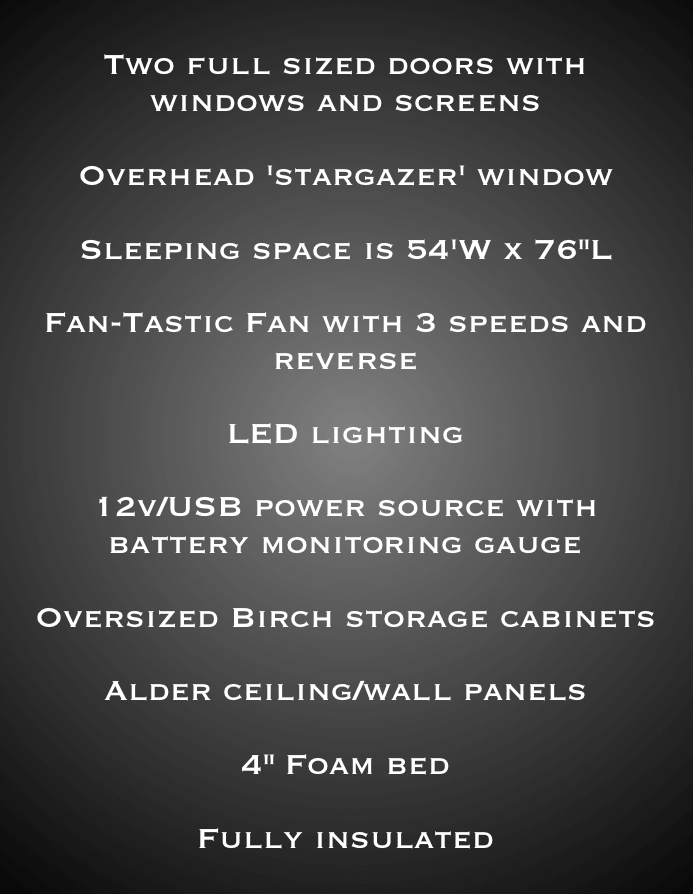 Two full sized doors with
windows and screens
Overhead 'stargazer' window
Sleeping space is 54'W x 76"L
Fan-Tastic Fan with 3 speeds and
reverse
LED lighting
12v/USB power source with
battery monitoring gauge
Oversized Birch storage cabinets
Alder ceiling/wall panels
4" Foam bed
Fully insulated